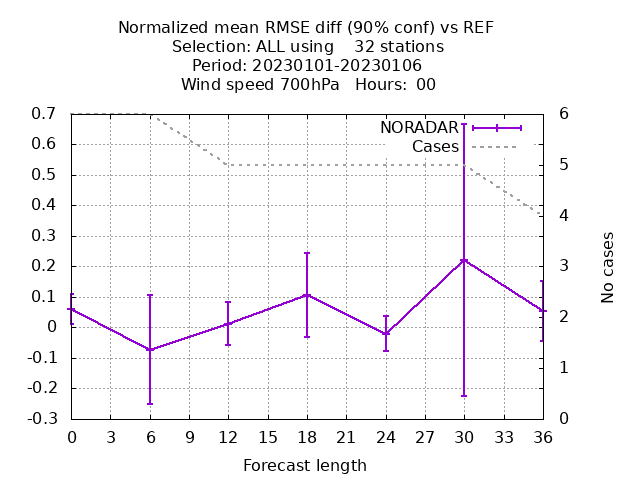 Normalized mean RMSE diff (90% conf) vs REF
Selection: ALL using    32 stations
Period: 20230101-20230106
Wind speed 700hPa   Hours:  00
NORADAR
Cases
0.7
0.6
0.5
0.4
0.3
0.2
0.1
0
-0.1
-0.2
-0.3
6
5
4
3
2
1
0
No cases
0 3 6 9 12 15 18 21 24 27 30 33 36
Forecast length